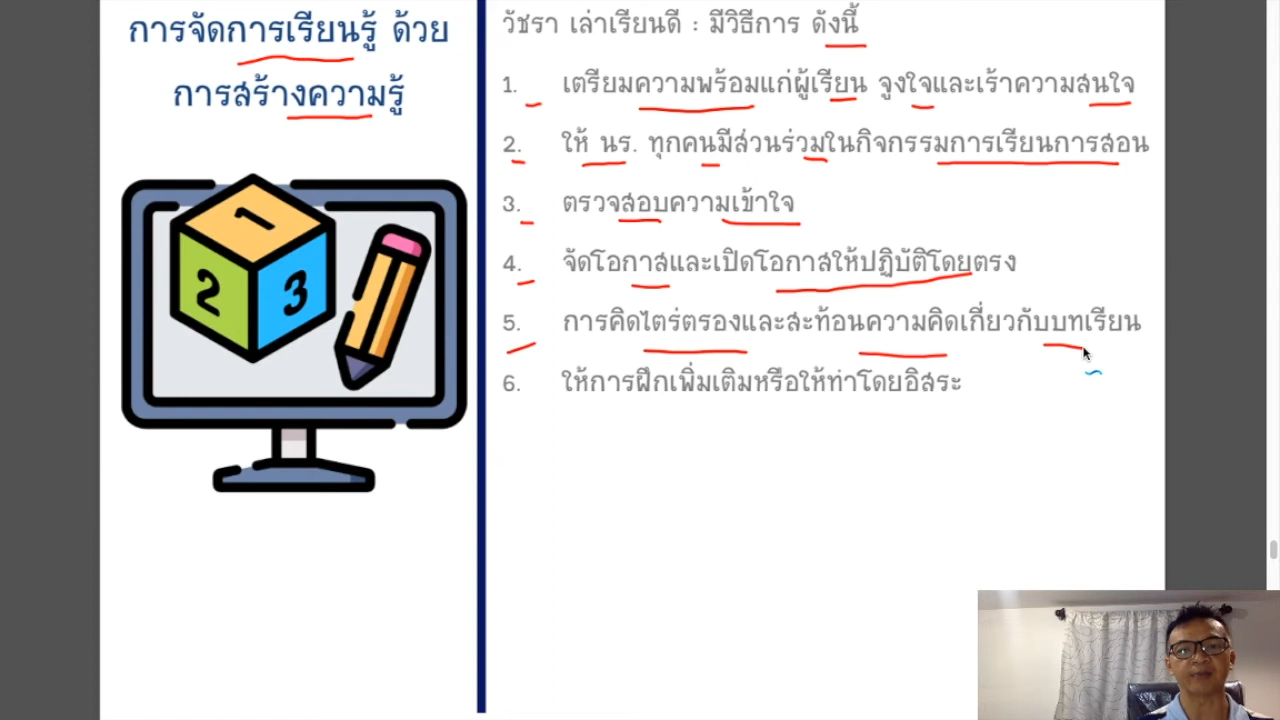 การจัดการเรียนรู้ ด้วย
การสร้างความรู้
1
2
3
วัชรา เล่าเรียนดี : มีวิธีการ ดังนี้
1. เตรียมความพร้อมแก่ผู้เรียน จูงใจและเร้าความสนใจ
2. ให้ นร. ทุกคนมีส่วนร่วมในกิจกรรมการเรียนการสอน
3. ตรวจสอบความเข้าใจ
4. จัดโอกาสและเปิดโอกาสให้ปฏิบัติโดยตรง
5. การคิดไตร่ตรองและสะท้อนความคิดเกี่ยวกับบทเรียน
6. ให้การฝึกเพิ่มเติมหรือให้ทำโดยอิสระ